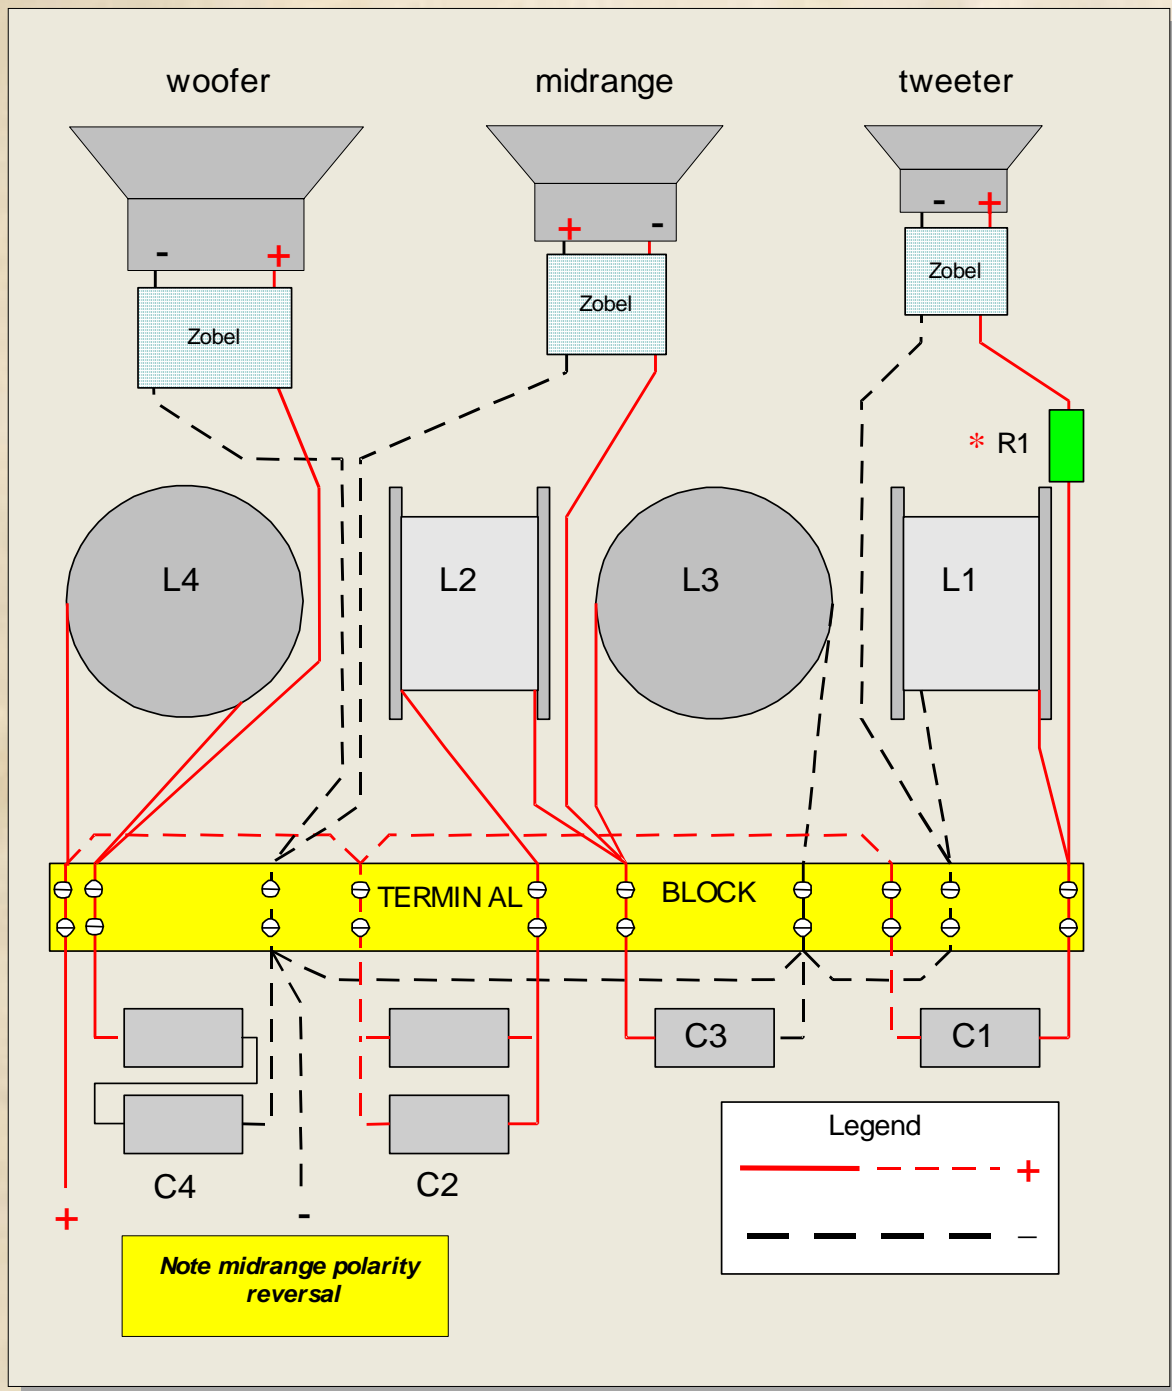 woofer midrange tweeter
- + + - - +
Zobel Zobel Zobel
* R1
L4 L2 L3 L1
TERMIN AL BLOCK
C3 C1
C4 C2
+ -
Note midrange polarity
reversal
Legend
+
–